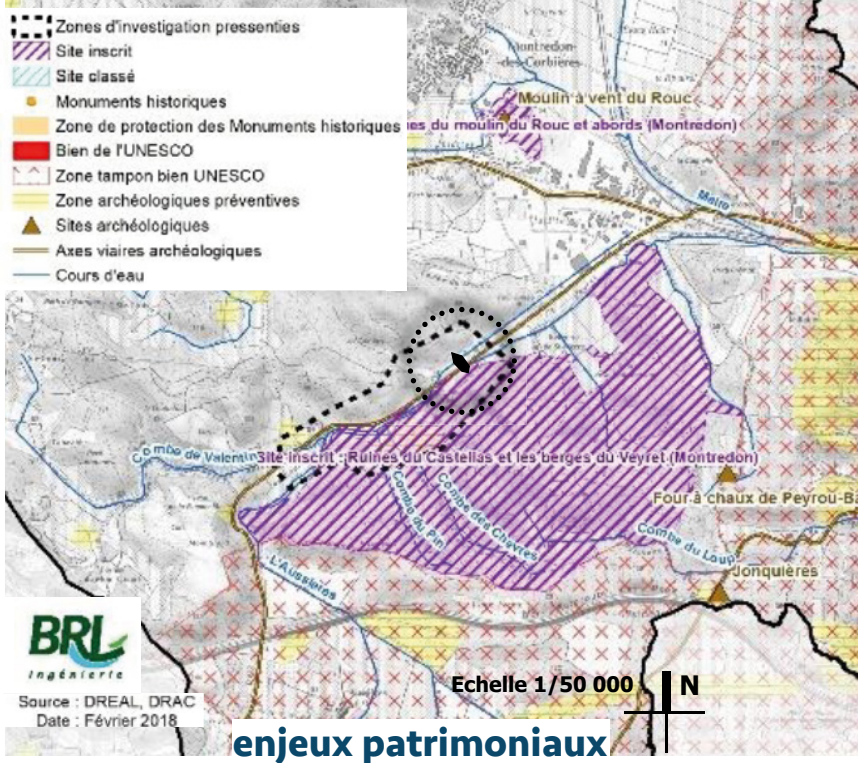 Zones d'investigation pressenties
Site inscrit
Site classé
Monuments historiques
Zone de protection des Monuments historiques
Bien de l'UNESCO
Zone tampon bien UNESCO
Zone archéologiques préventives
Sites archéologiques
Axes viaires archéologiques
Cours d'eau
Montredon-
des-Corbières
Moulin à vent du Rouc
es du moulin du Rouc et abords (Montredon)
Combe de Valentin
Site inscrit : Ruines du Castellas et les berges du Veyret (Montredon)
Four à chaux de Peyrou-Ba
Combe du Pin
Combe des Chèvres
Combe du Loup
Jonquières
L'Aussières
BRL
Ingénierie
Source : DREAL, DRAC
Date : Février 2018
Echelle 1/50 000
N
enjeux patrimoniaux